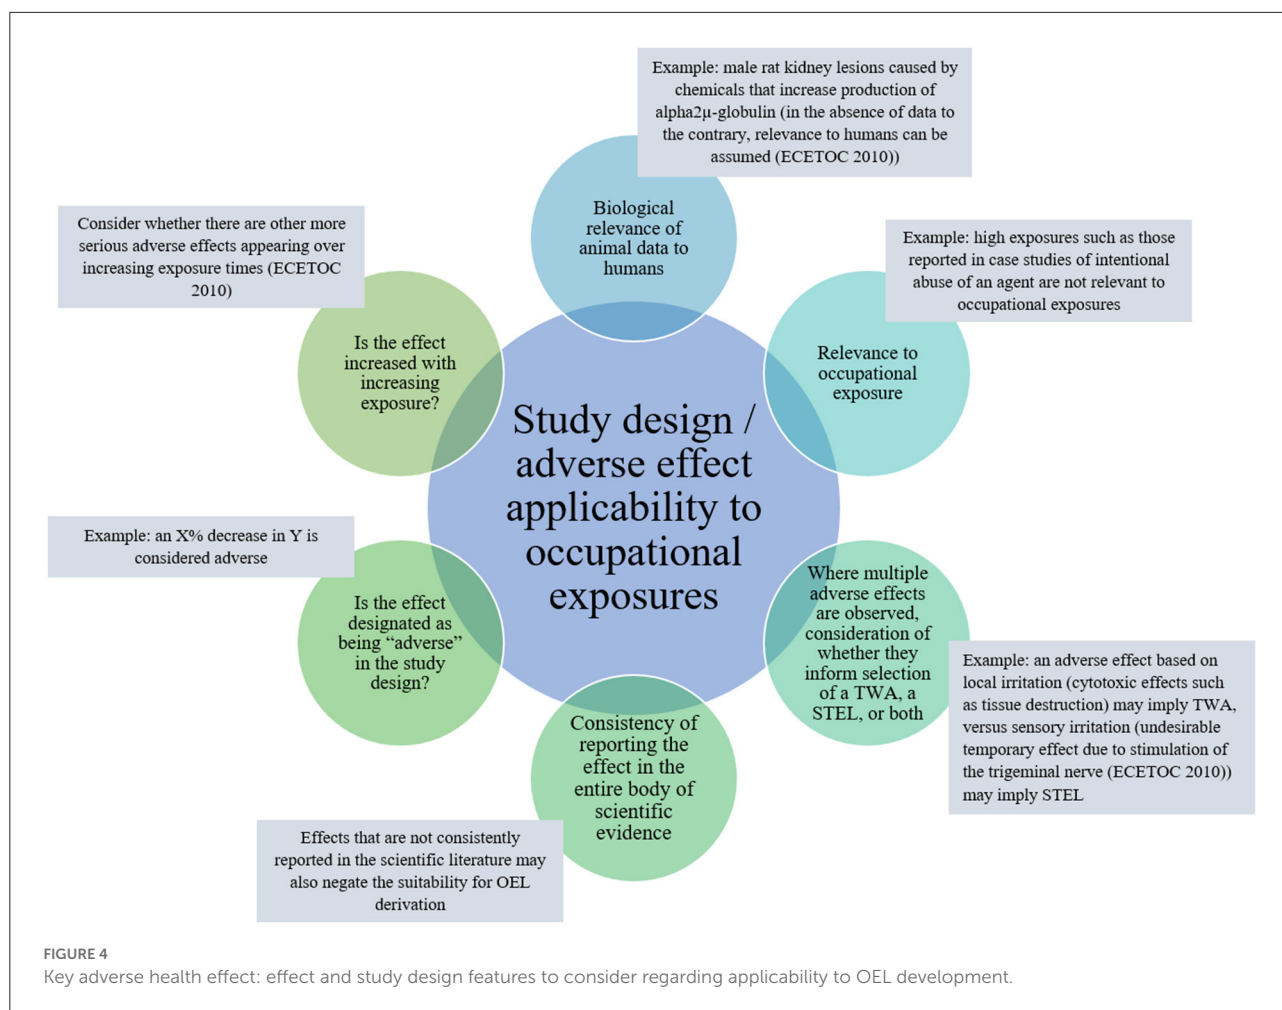 Example: male rat kidney lesions caused by
chemicals that increase production of
alpha2μ-globulin (in the absence of data to
the contrary, relevance to humans can be
assumed (ECETOC 2010))
Biological
relevance of
animal data to
humans
Example: high exposures such as those
reported in case studies of intentional
abuse of an agent are not relevant to
occupational exposures
Relevance to
occupational
exposure
Where multiple
adverse effects
are observed,
consideration of
whether they
inform selection
of a TWA, a
STEL, or both
Example: an adverse effect based on
local irritation (cytotoxic effects such
as tissue destruction) may imply TWA,
versus sensory irritation (undesirable
temporary effect due to stimulation of
the trigeminal nerve (ECETOC 2010))
may imply STEL
Consistency of
reporting the
effect in the
entire body of
scientific
evidence
Effects that are not consistently
reported in the scientific literature may
also negate the suitability for OEL
derivation
Is the effect
designated as
being “adverse”
in the study
design?
Example: an X% decrease in Y is
considered adverse
Is the effect
increased with
increasing
exposure?
Consider whether there are other more
serious adverse effects appearing over
increasing exposure times (ECETOC
2010)
Study design /
adverse effect
applicability to
occupational
exposures
FIGURE 4
Key adverse health effect: effect and study design features to consider regarding applicability to OEL development.